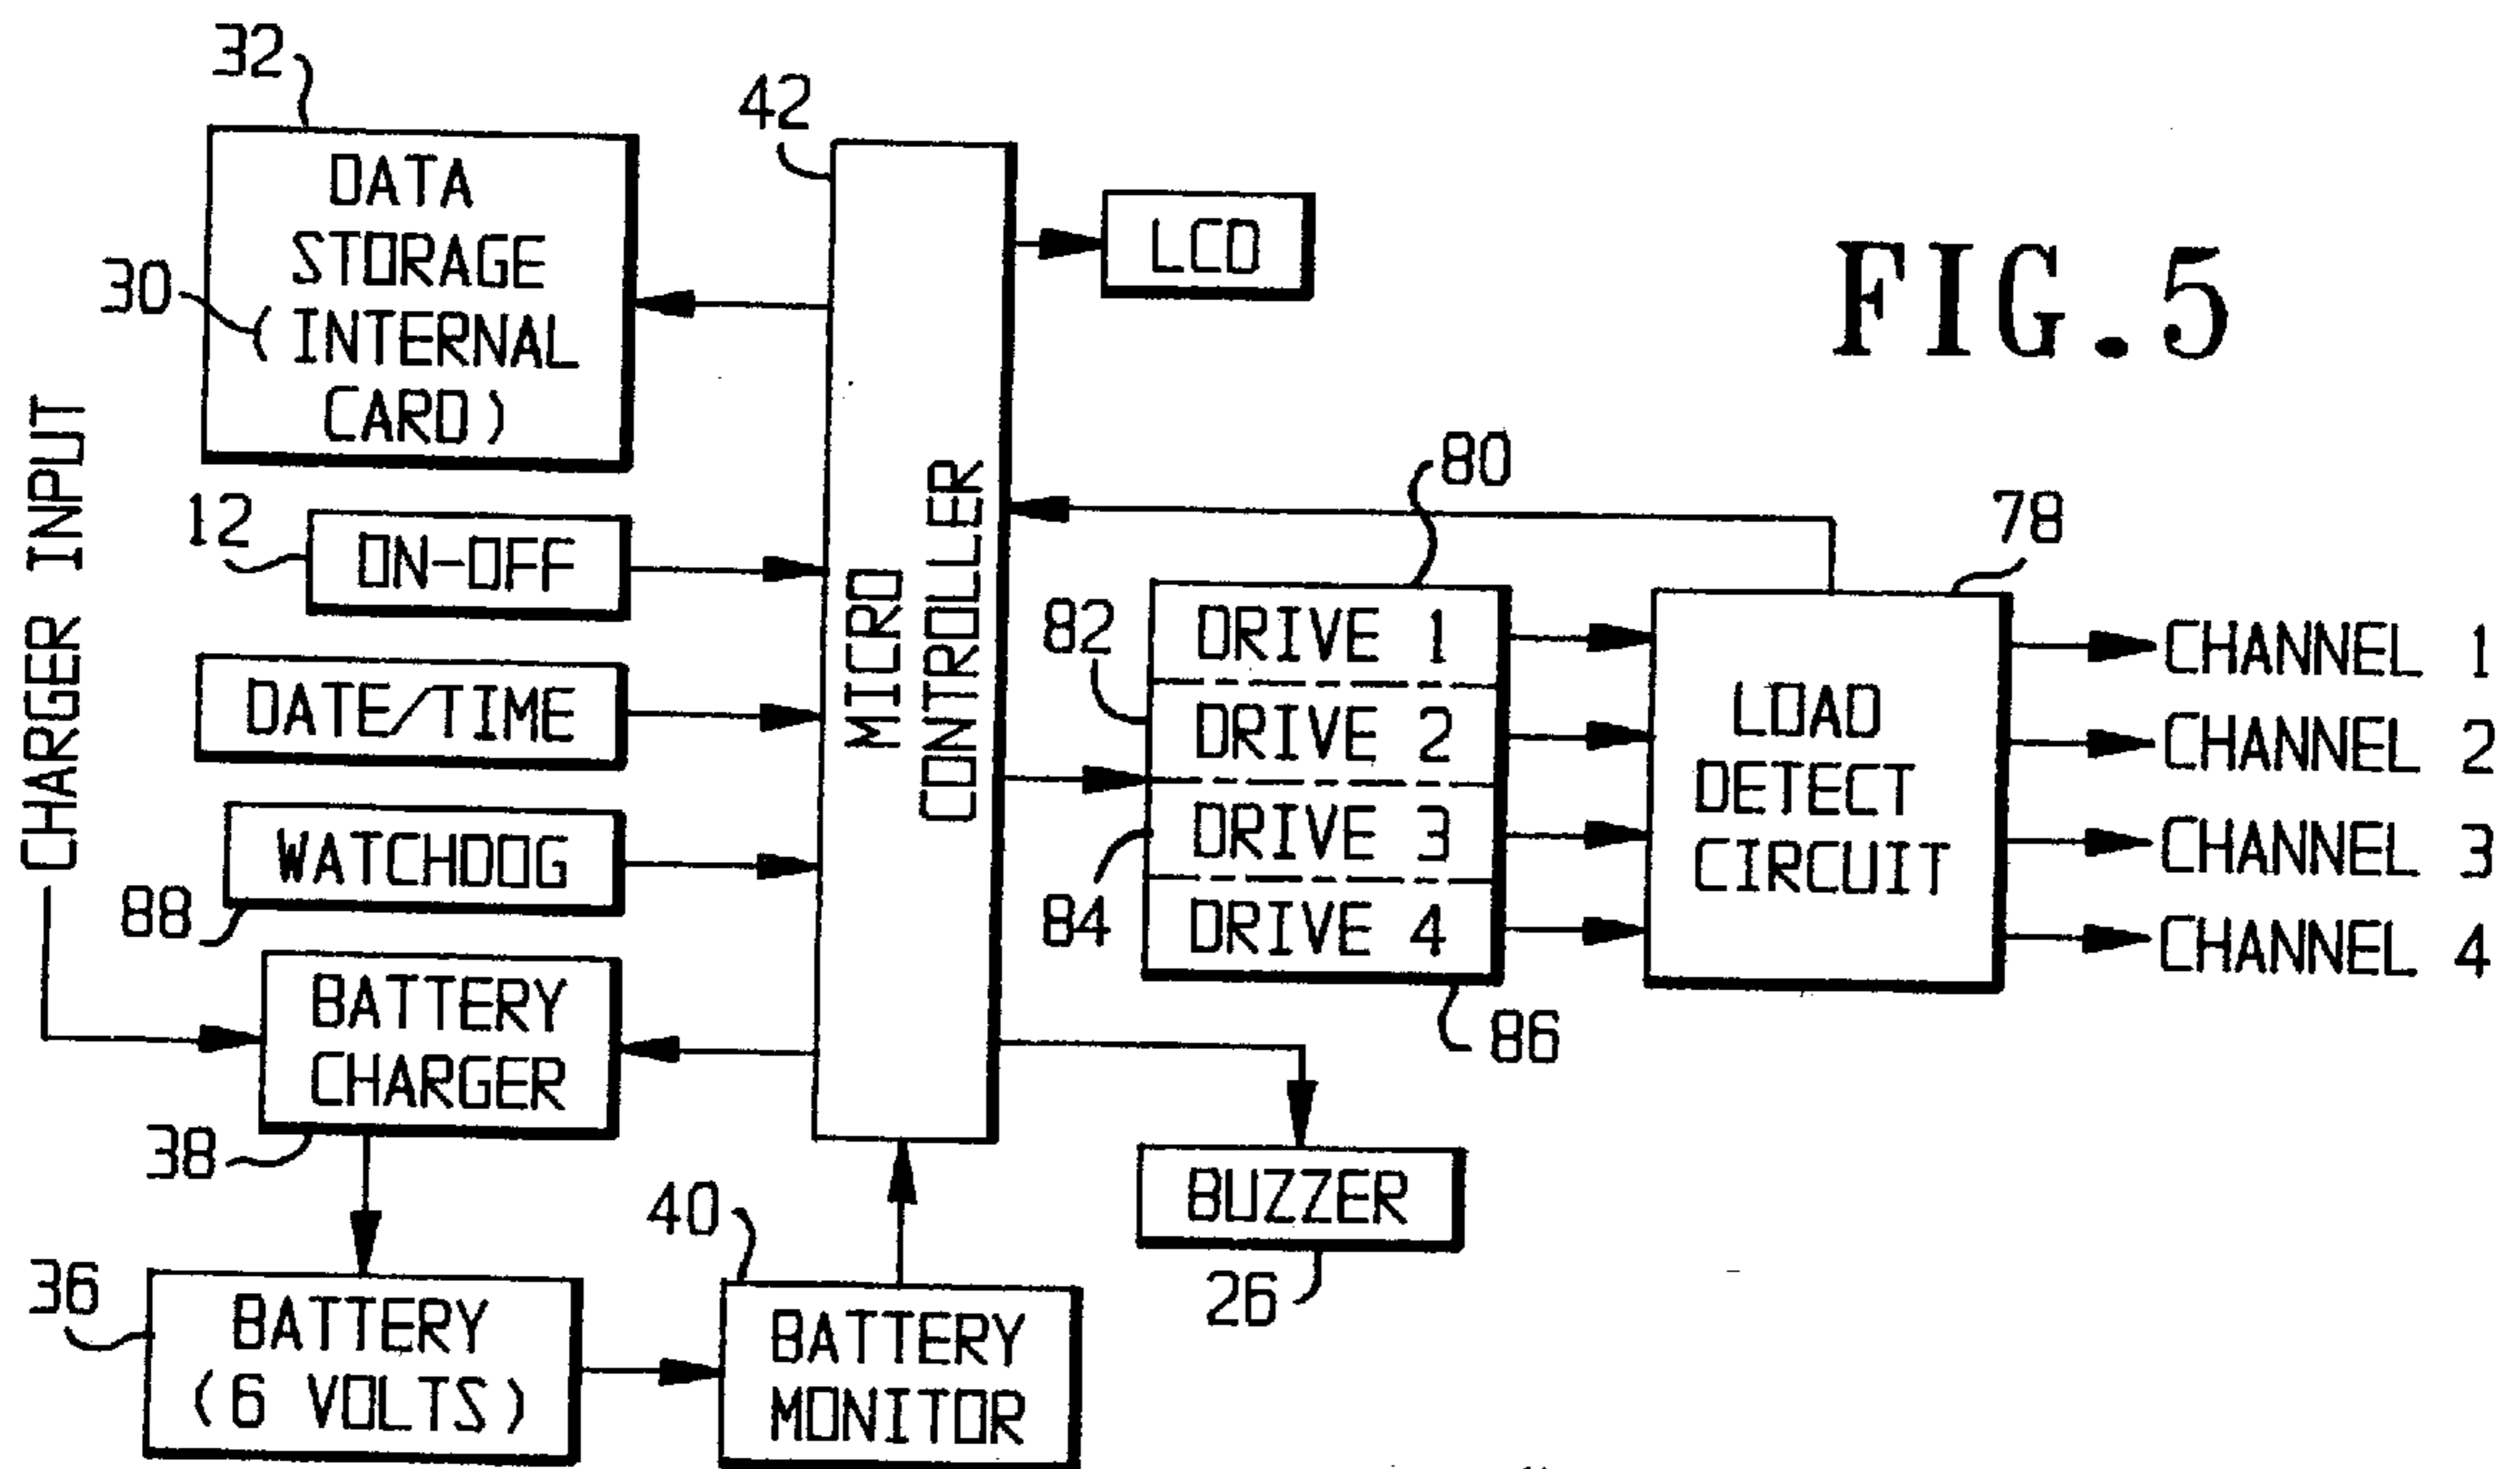 FIG.5
32
DATA
STORAGE
30
(INTERNAL
CARD)
42
MICRO
CONTROLLER
LCD
CHARGER INPUT
12
ON-OFF
DATE/TIME
WATCHDOG
88
BATTERY
CHARGER
38
36
BATTERY
(6 VOLTS)
40
BATTERY
MONITOR
80
82
84
86
DRIVE 1
DRIVE 2
DRIVE 3
DRIVE 4
78
LOAD
DETECT
CIRCUIT
CHANNEL 1
CHANNEL 2
CHANNEL 3
CHANNEL 4
BUZZER
26